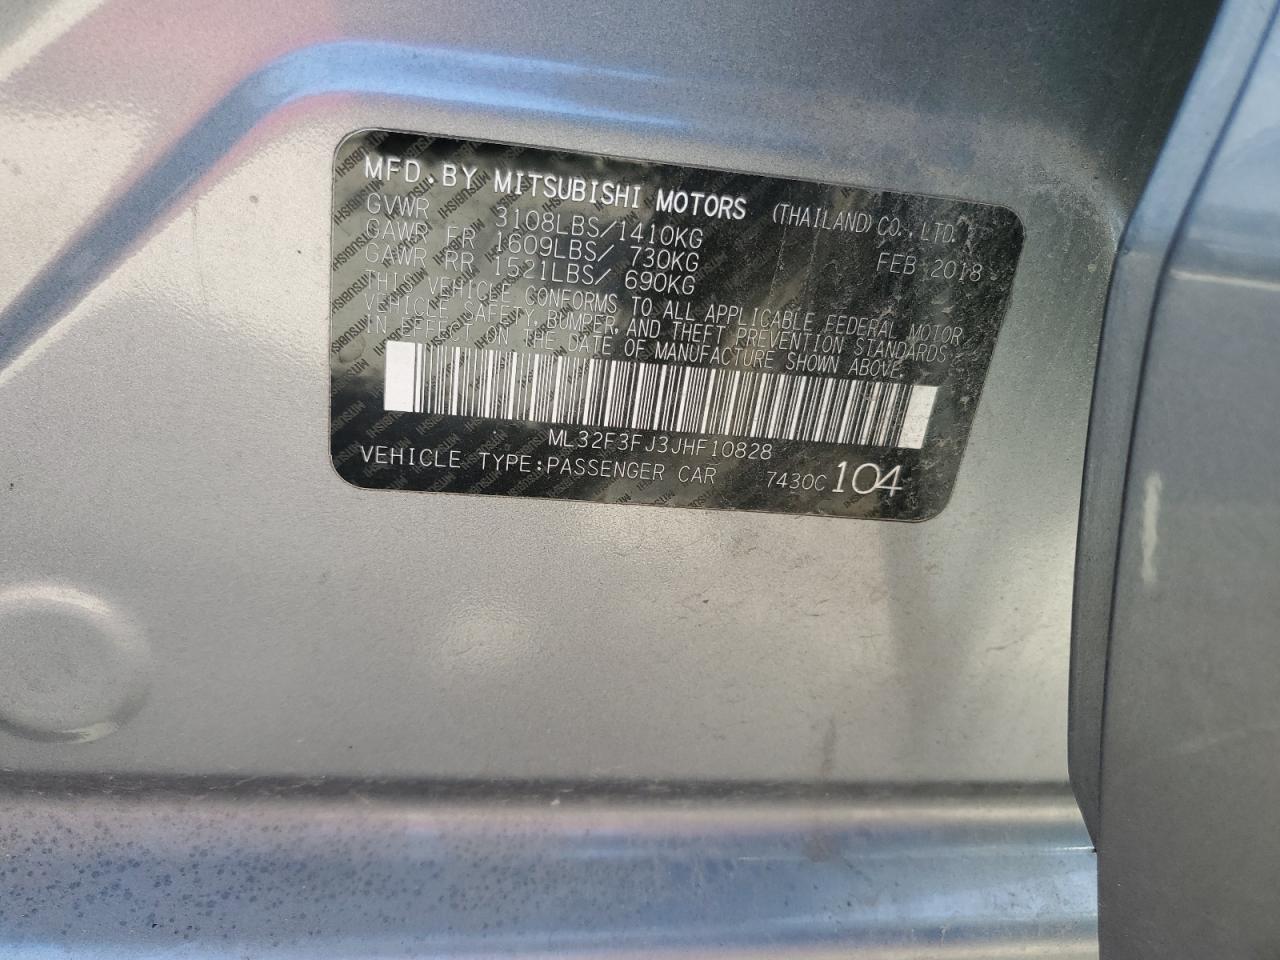 MFD.BY MITSUBISHI MOTORS (THAILAND) CO., LTD.
GVWR 3108LBS/1410KG
GAWR FR 1609LBS/ 730KG FEB 2018
GAWR RR 1521LBS/ 690KG
THIS VEHICLE CONFORMS TO ALL APPLICABLE FEDERAL MOTOR
VEHICLE SAFETY, BUMPER, AND THEFT PREVENTION STANDARDS
IN EFFECT ON THE DATE OF MANUFACTURE SHOWN ABOVE.
ML32F3FJ3JHF10828
VEHICLE TYPE:PASSENGER CAR 7430C 104